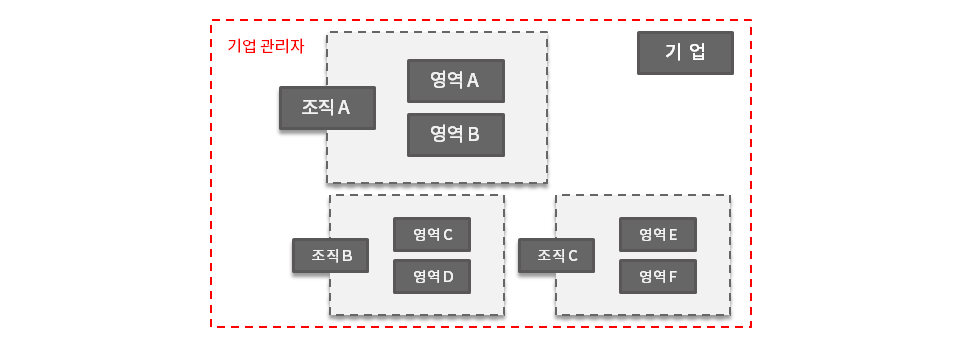 기업 관리자
기 업
조직 A
영역 A
영역 B
조직 B
영역 C
영역 D
조직 C
영역 E
영역 F